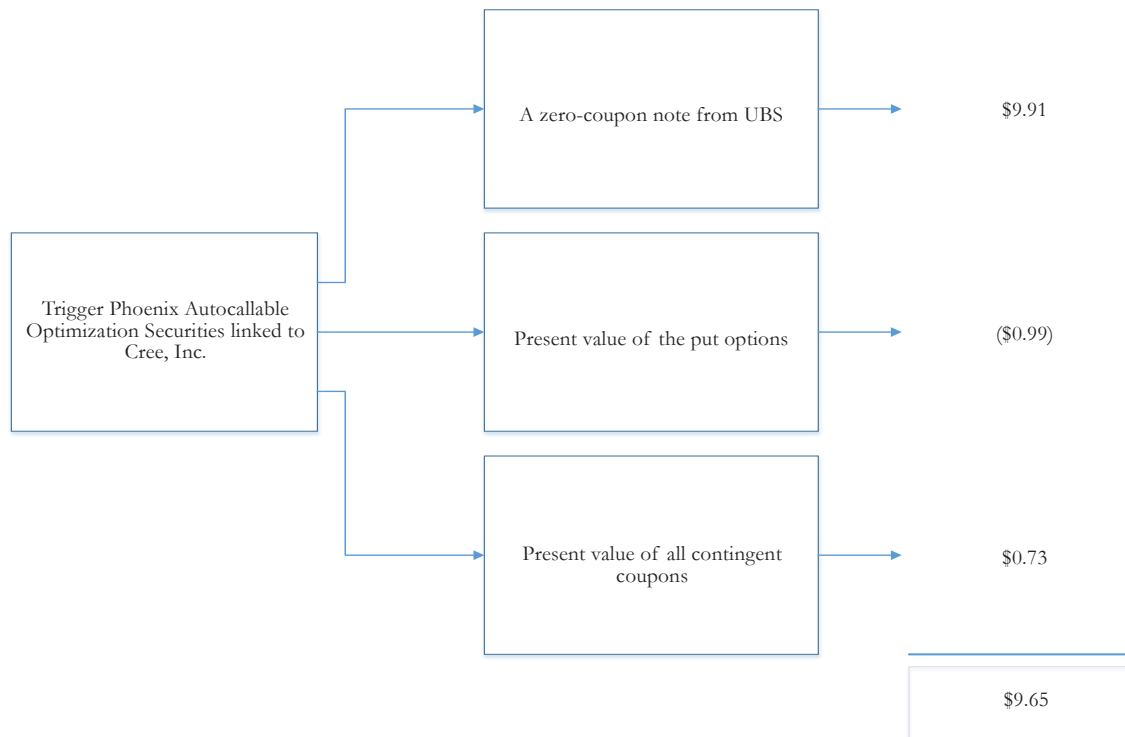 A zero-coupon note from UBS
$9.91
Trigger Phoenix Autocallable
Optimization Securities linked to
Cree, Inc.
Present value of the put options
($0.99)
Present value of all contingent
coupons
$0.73
$9.65